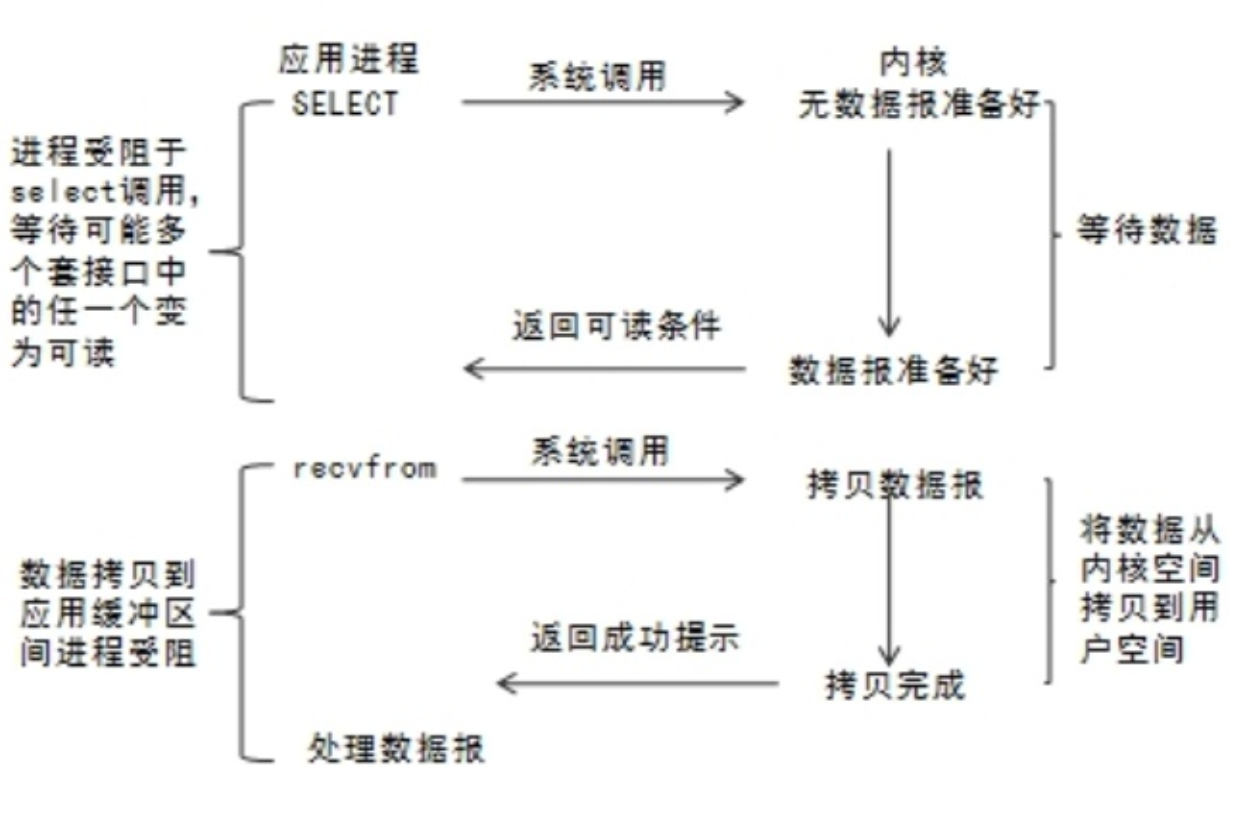 应用进程
系统调用
内核
SELECT
无数据报准备好
进程受阻于
select调用,
等待可能多
个套接口中
的任一个变
为可读
等待数据
返回可读条件
数据报准备好
系统调用
recvfrom
拷贝数据报
数据拷贝到
应用缓冲区
间进程受阻
将数据从
内核空间
拷贝到用
户空间
返回成功提示
拷贝完成
处理数据报